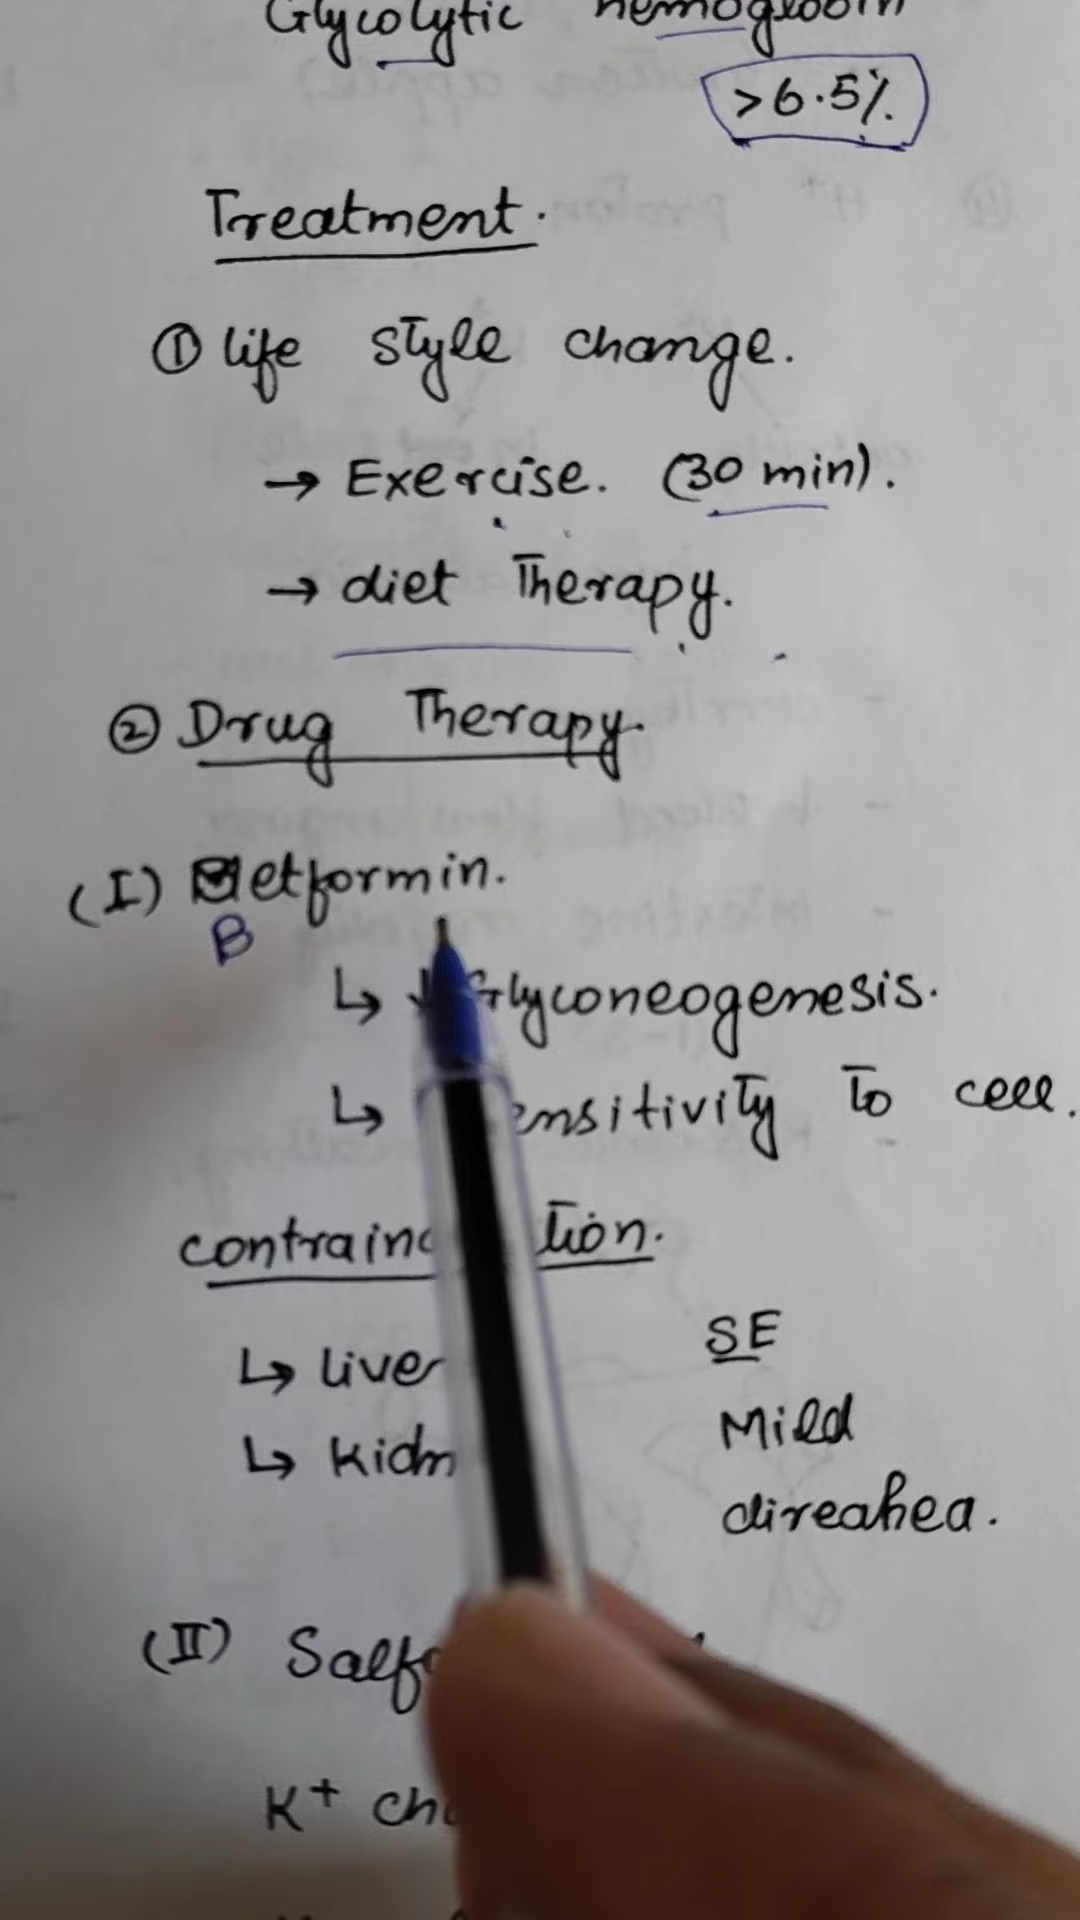 Glycolytic hemoglobin
>6.5%
Treatment.
① life style change.
→ Exercise. (30 min).
→ diet Therapy.
② Drug Therapy.
(I) etformin.
B
↳ ↓ Glyconeogenesis.
↳ ensitivity To cell.
contrain tion.
↳ liver
SE
↳ Kidn
Mild
direahea.
(II) Salf
K+ ch